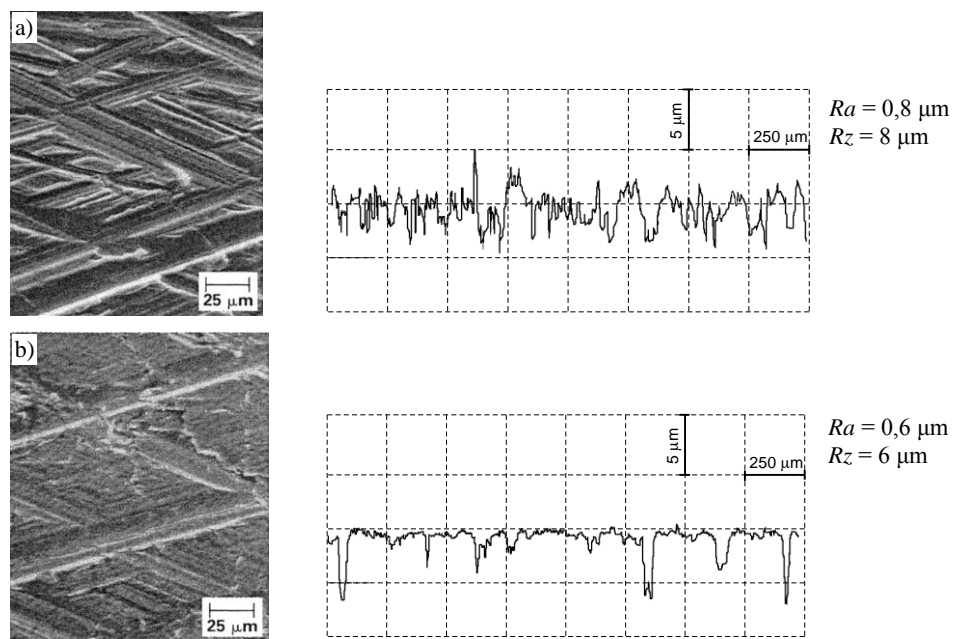 a)
25 μm
5 μm
250 μm
Ra = 0,8 μm
Rz = 8 μm
b)
25 μm
5 μm
250 μm
Ra = 0,6 μm
Rz = 6 μm